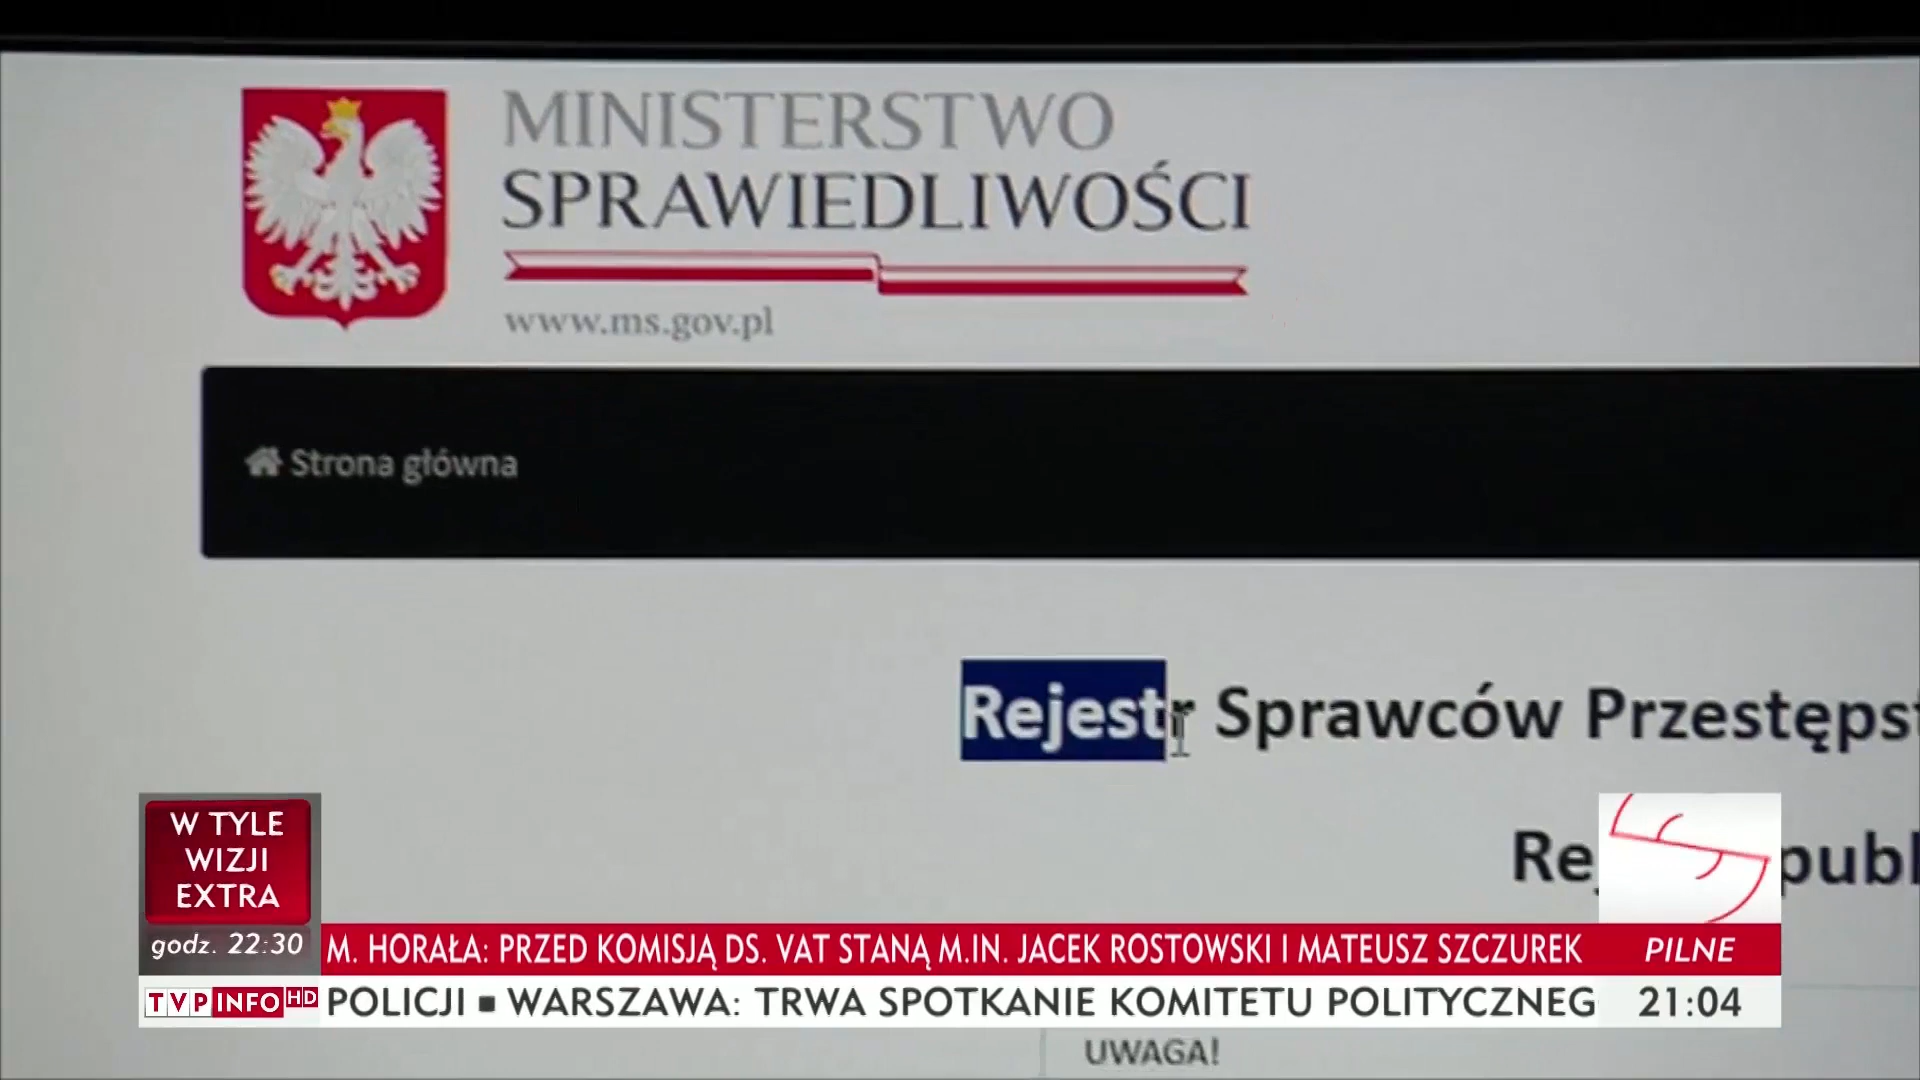 MINISTERSTWO
SPRAWIEDLIWOŚCI
www.ms.gov.pl
Strona główna
Rejestr Sprawców Przestępst
Re publ
W TYLE
WIZJI
EXTRA
godz. 22:30
M. HORAŁA: PRZED KOMISJĄ DS. VAT STANĄ M.IN. JACEK ROSTOWSKI I MATEUSZ SZCZUREK
PILNE
TVP INFO HD
POLICJI ▪ WARSZAWA: TRWA SPOTKANIE KOMITETU POLITYCZNEG
21:04
UWAGA!